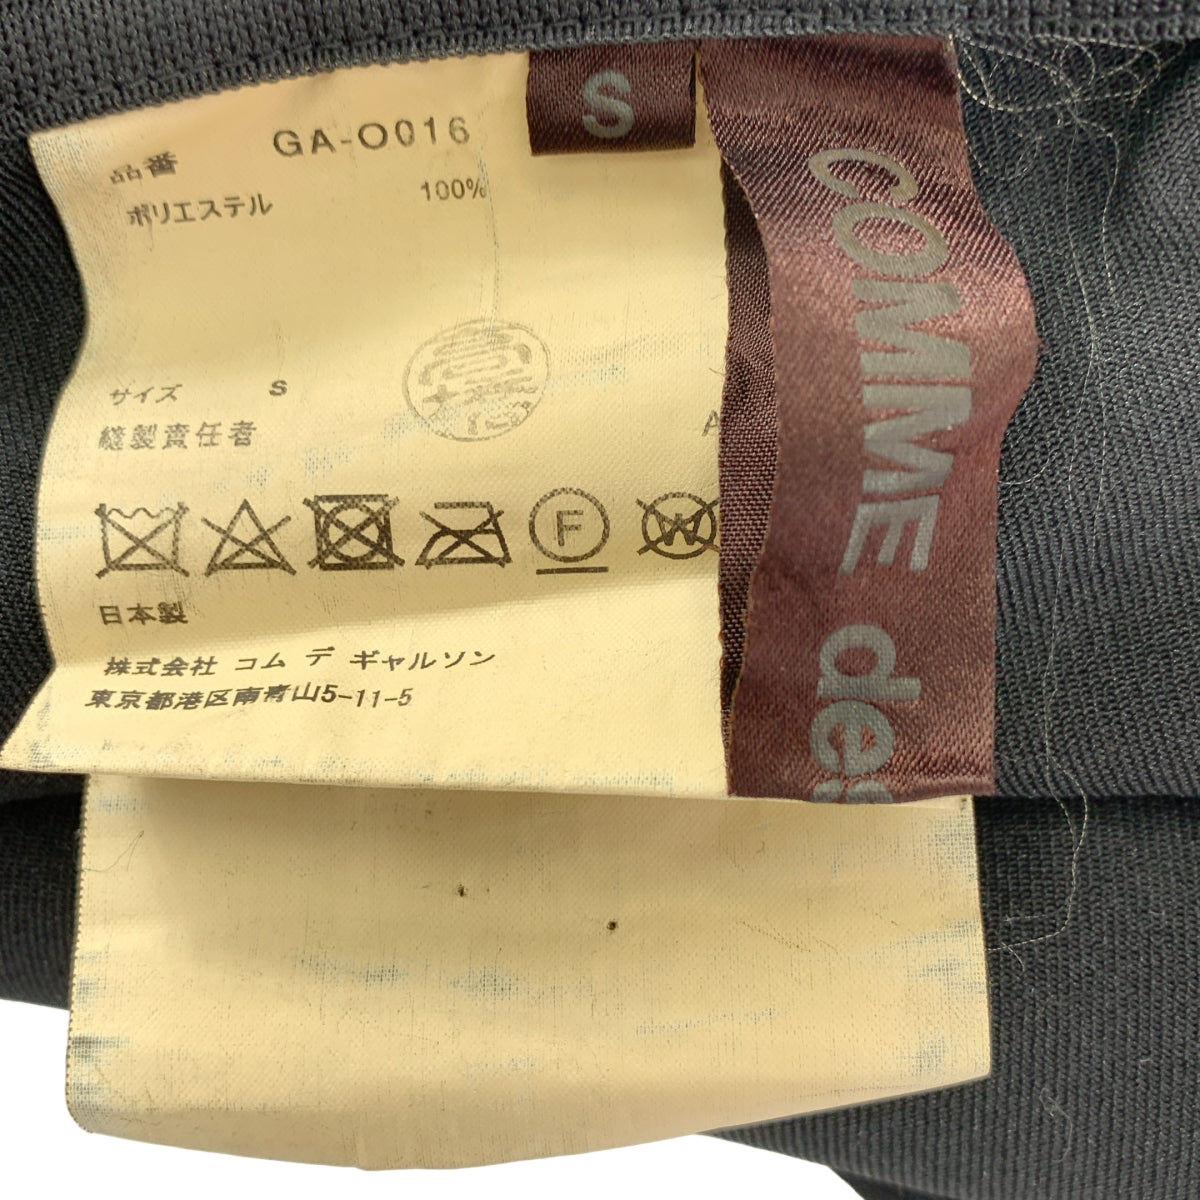 S
GA-O016
品番
ポリエステル 100%
サイズ S
縫製責任者 A
F W
日本製
株式会社 コム デ ギャルソン
東京都港区南青山5-11-5
COMME des